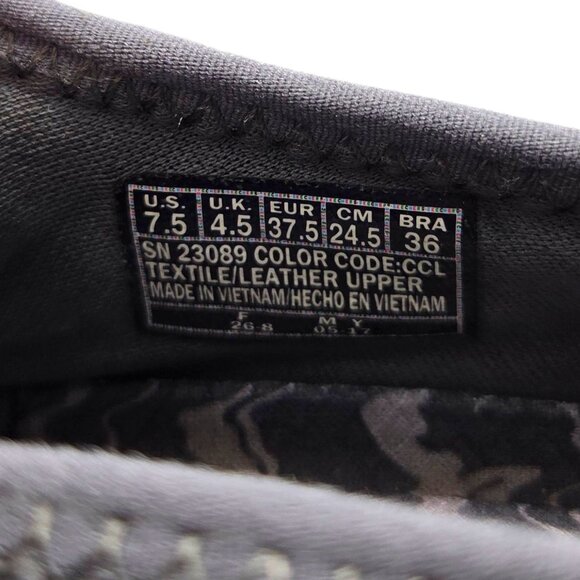 U.S. U.K. EUR CM BRA
7.5 4.5 37.5 24.5 36
SN 23089 COLOR CODE:CCL
TEXTILE/LEATHER UPPER
MADE IN VIETNAM/HECHO EN VIETNAM
F M Y
26-8 05 17